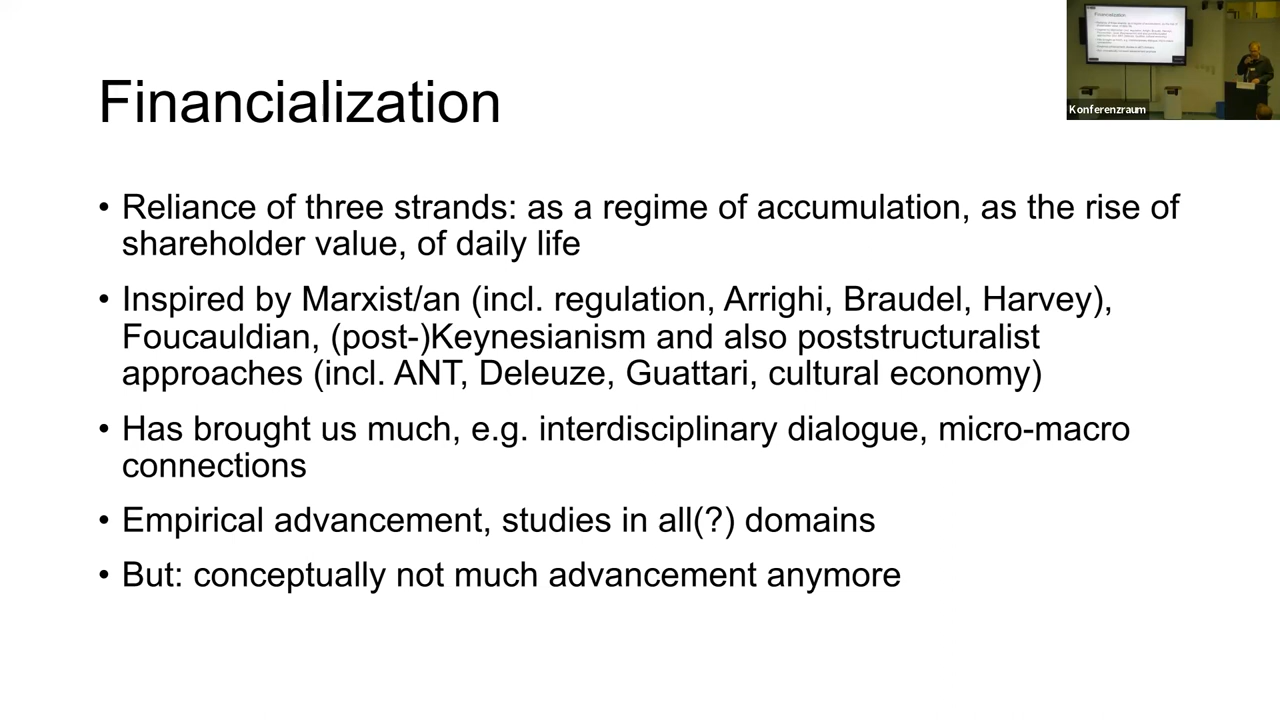 Financialization
Konferenzraum
• Reliance of three strands: as a regime of accumulation, as the rise of
shareholder value, of daily life
• Inspired by Marxist/an (incl. regulation, Arrighi, Braudel, Harvey),
Foucauldian, (post-)Keynesianism and also poststructuralist
approaches (incl. ANT, Deleuze, Guattari, cultural economy)
• Has brought us much, e.g. interdisciplinary dialogue, micro-macro
connections
• Empirical advancement, studies in all(?) domains
• But: conceptually not much advancement anymore